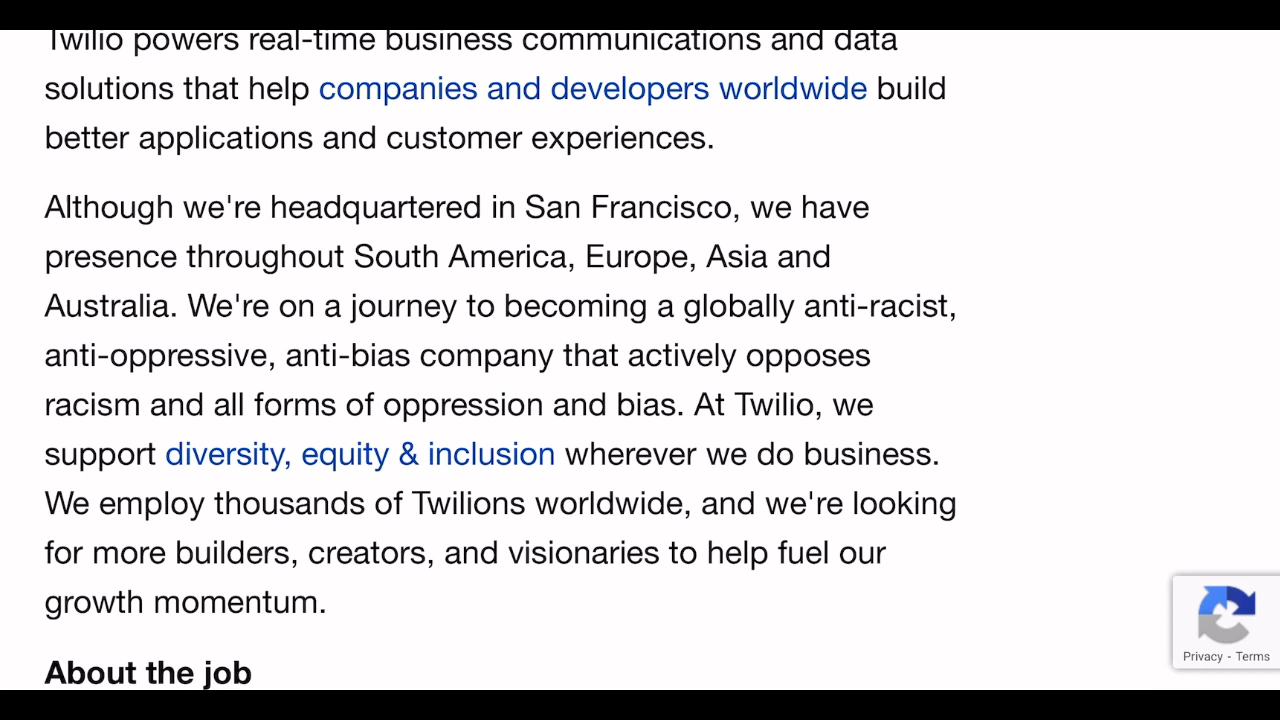 Twilio powers real-time business communications and data
solutions that help companies and developers worldwide build
better applications and customer experiences.
Although we're headquartered in San Francisco, we have
presence throughout South America, Europe, Asia and
Australia. We're on a journey to becoming a globally anti-racist,
anti-oppressive, anti-bias company that actively opposes
racism and all forms of oppression and bias. At Twilio, we
support diversity, equity & inclusion wherever we do business.
We employ thousands of Twilions worldwide, and we're looking
for more builders, creators, and visionaries to help fuel our
growth momentum.
Privacy - Terms
About the job